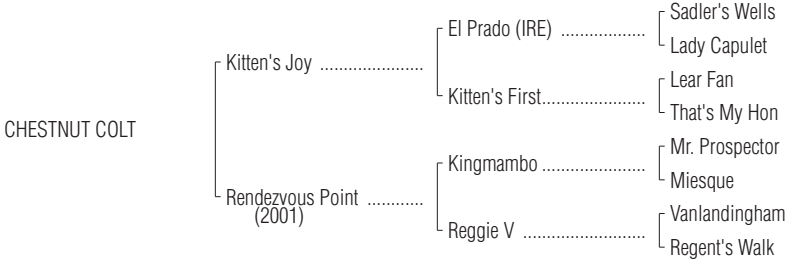 Sadler's Wells
El Prado (IRE) ..................
Lady Capulet
Kitten's Joy ......................
Lear Fan
Kitten's First......................
That's My Hon
CHESTNUT COLT
Mr. Prospector
Kingmambo ......................
Miesque
Rendezvous Point ............
(2001)
Vanlandingham
Reggie V ..........................
Regent's Walk